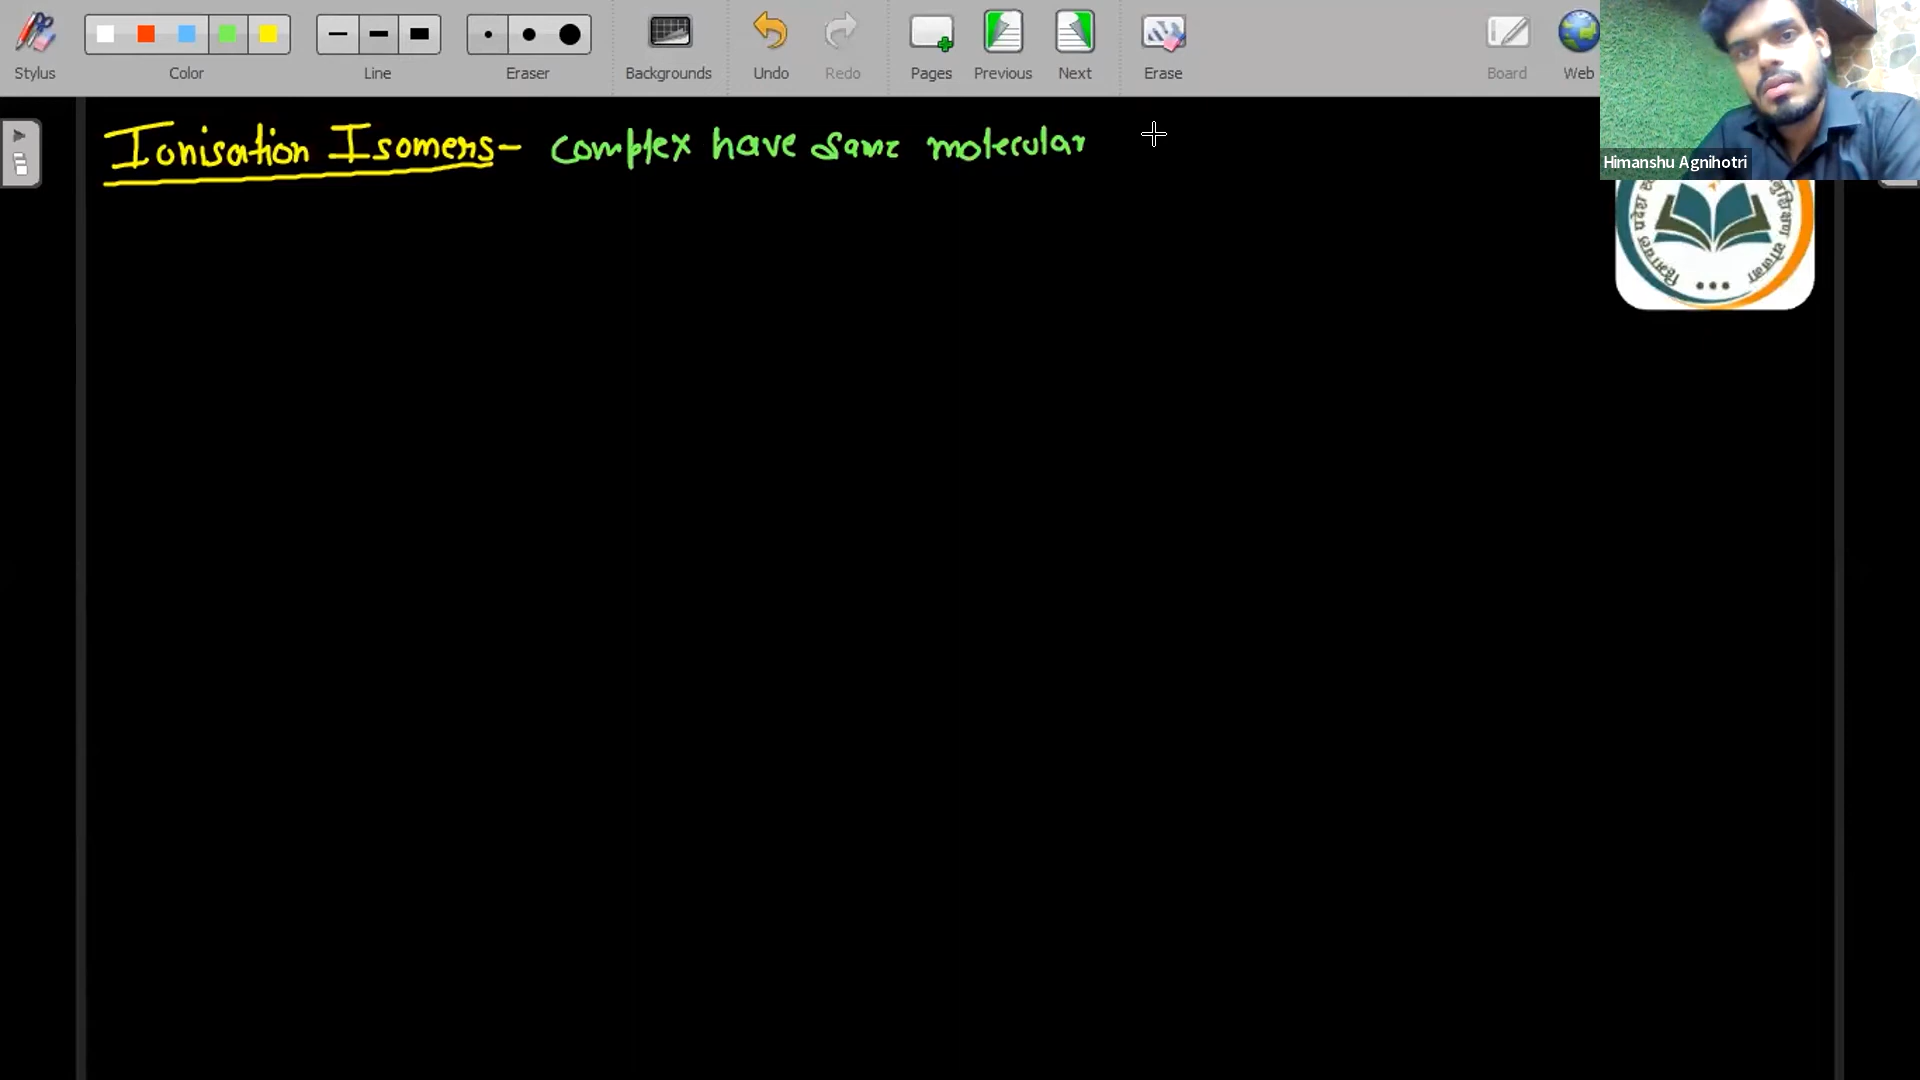 Stylus
Color
Line
Eraser
Backgrounds
Undo
Redo
Pages
Previous
Next
Erase
Board
Web
Himanshu Agnihotri
Ionisation Isomers- complex have same molecular